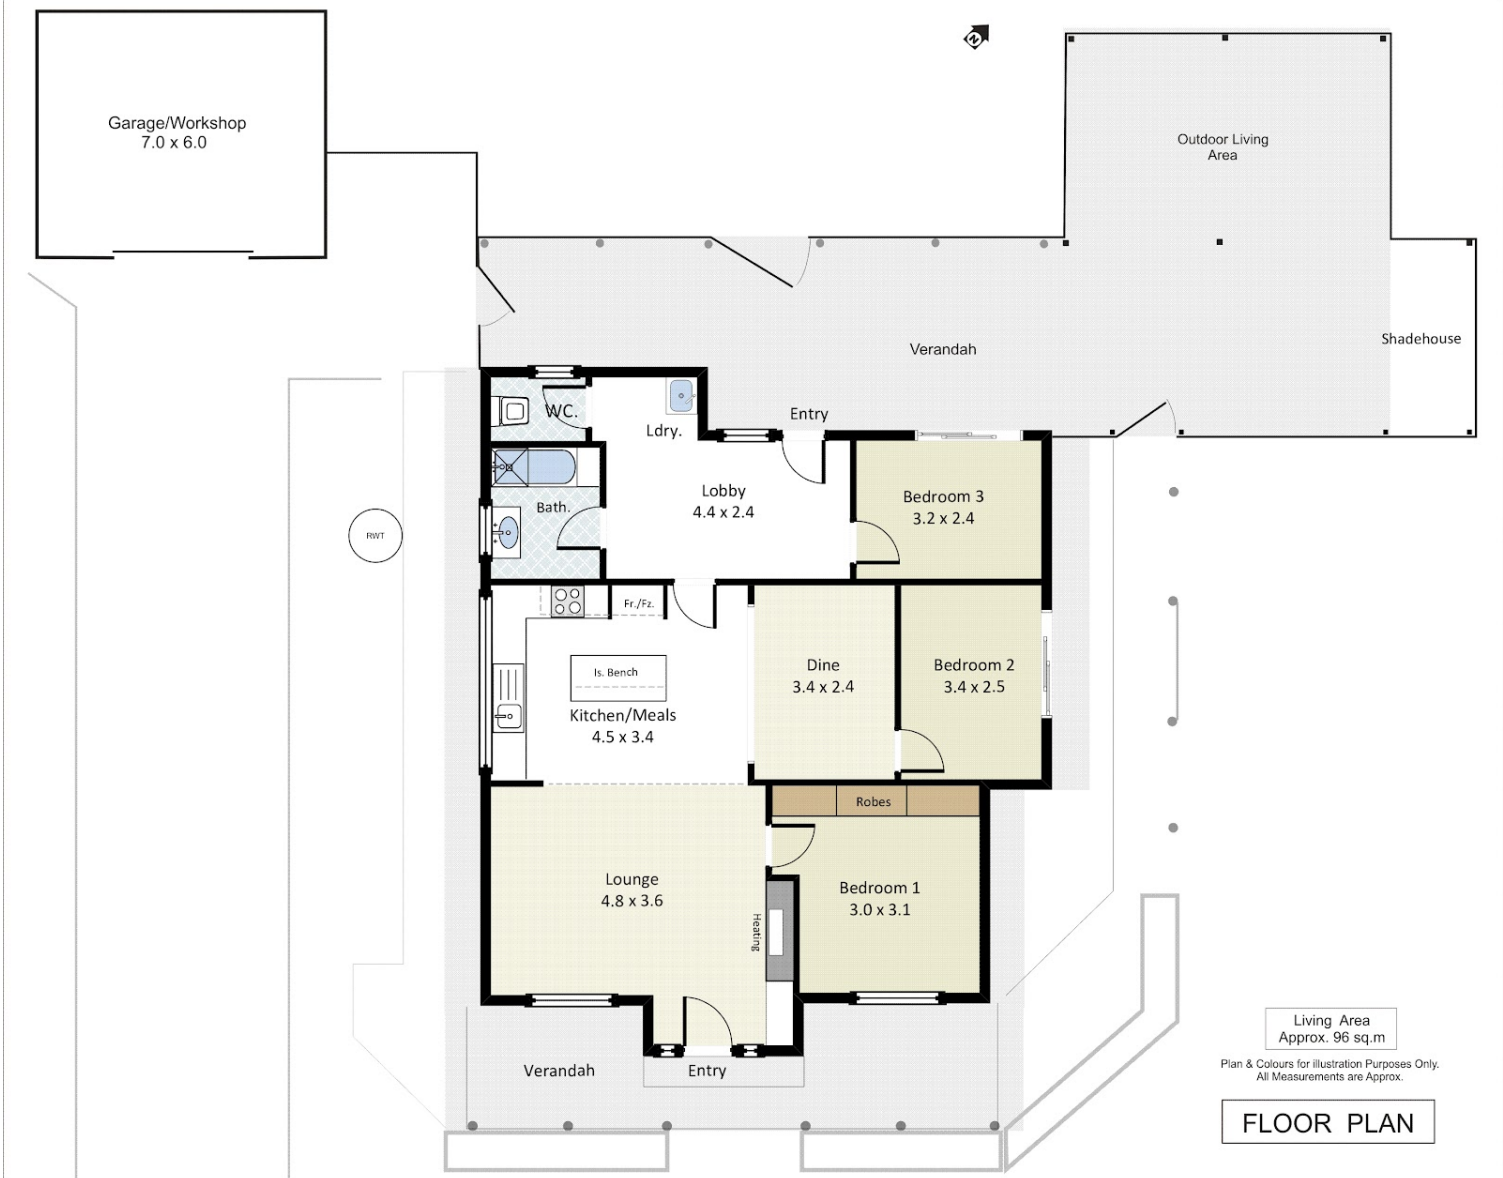 Garage/Workshop
7.0 x 6.0
N
Outdoor Living
Area
Verandah
Shadehouse
WC.
Ldry.
Entry
Lobby
4.4 x 2.4
Bedroom 3
3.2 x 2.4
Bath.
RWT
Fr./Fz.
Is. Bench
Kitchen/Meals
4.5 x 3.4
Dine
3.4 x 2.4
Bedroom 2
3.4 x 2.5
Robes
Lounge
4.8 x 3.6
Heating
Bedroom 1
3.0 x 3.1
Verandah
Entry
Living Area
Approx. 96 sq.m
Plan & Colours for illustration Purposes Only.
All Measurements are Approx.
FLOOR PLAN